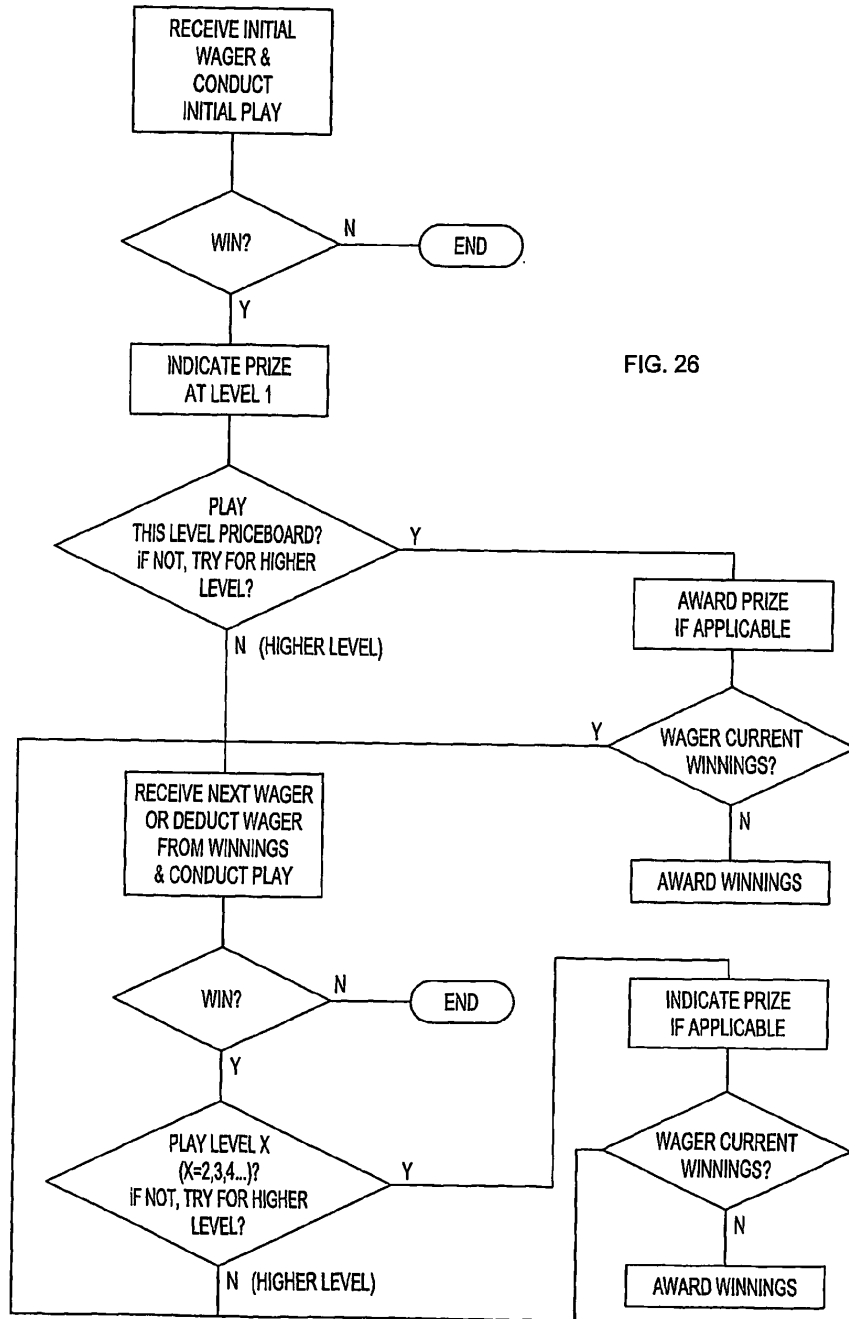 RECEIVE INITIAL
WAGER &
CONDUCT
INITIAL PLAY
WIN?
N
END
Y
INDICATE PRIZE
AT LEVEL 1
FIG. 26
PLAY
THIS LEVEL PRICEBOARD?
IF NOT, TRY FOR HIGHER
LEVEL?
Y
N (HIGHER LEVEL)
AWARD PRIZE
IF APPLICABLE
Y
WAGER CURRENT
WINNINGS?
N
AWARD WINNINGS
RECEIVE NEXT WAGER
OR DEDUCT WAGER
FROM WINNINGS
& CONDUCT PLAY
WIN?
N
END
Y
PLAY LEVEL X
(X=2,3,4...)?
IF NOT, TRY FOR HIGHER
LEVEL?
Y
N (HIGHER LEVEL)
INDICATE PRIZE
IF APPLICABLE
WAGER CURRENT
WINNINGS?
N
AWARD WINNINGS